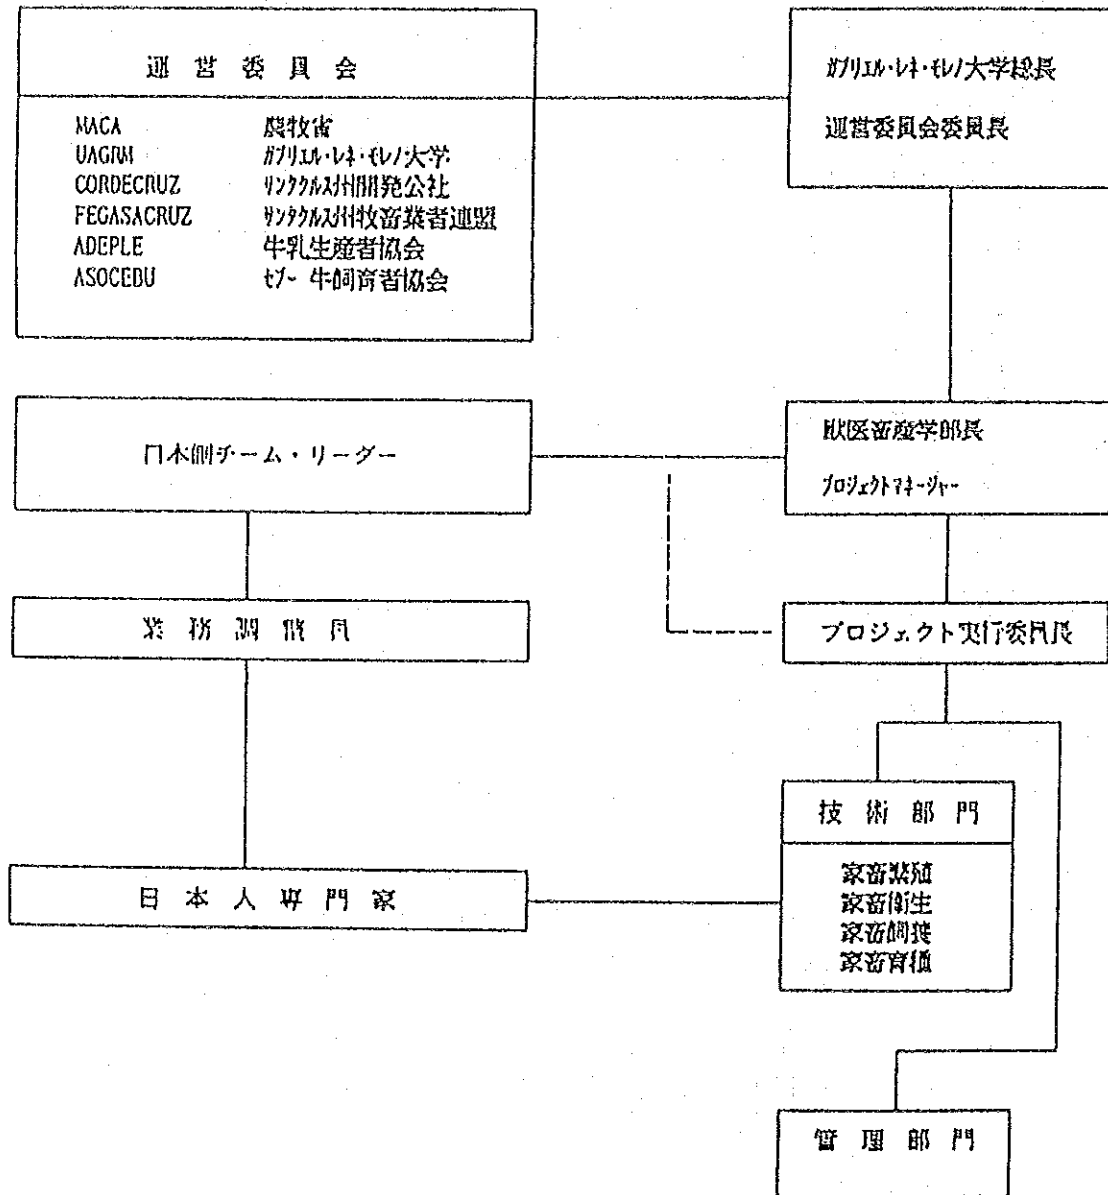 運営委員会
MACA 農牧省
UAGRM ガブリエル・レネ・モレノ大学
CORDECRUZ サンタクルス州開発公社
FEGASACRUZ サンタクルス州牧畜業者連盟
ADEPLE 牛乳生産者協会
ASOCEBU セブー牛飼育者協会
ガブリエル・レネ・モレノ大学総長
運営委員会委員長
日本側チーム・リーダー
獣医畜産学部長
プロジェクトマネージャー
業務調整員
プロジェクト実行委員長
技術部門
家畜繁殖
家畜衛生
家畜飼養
家畜育種
日本人専門家
管理部門